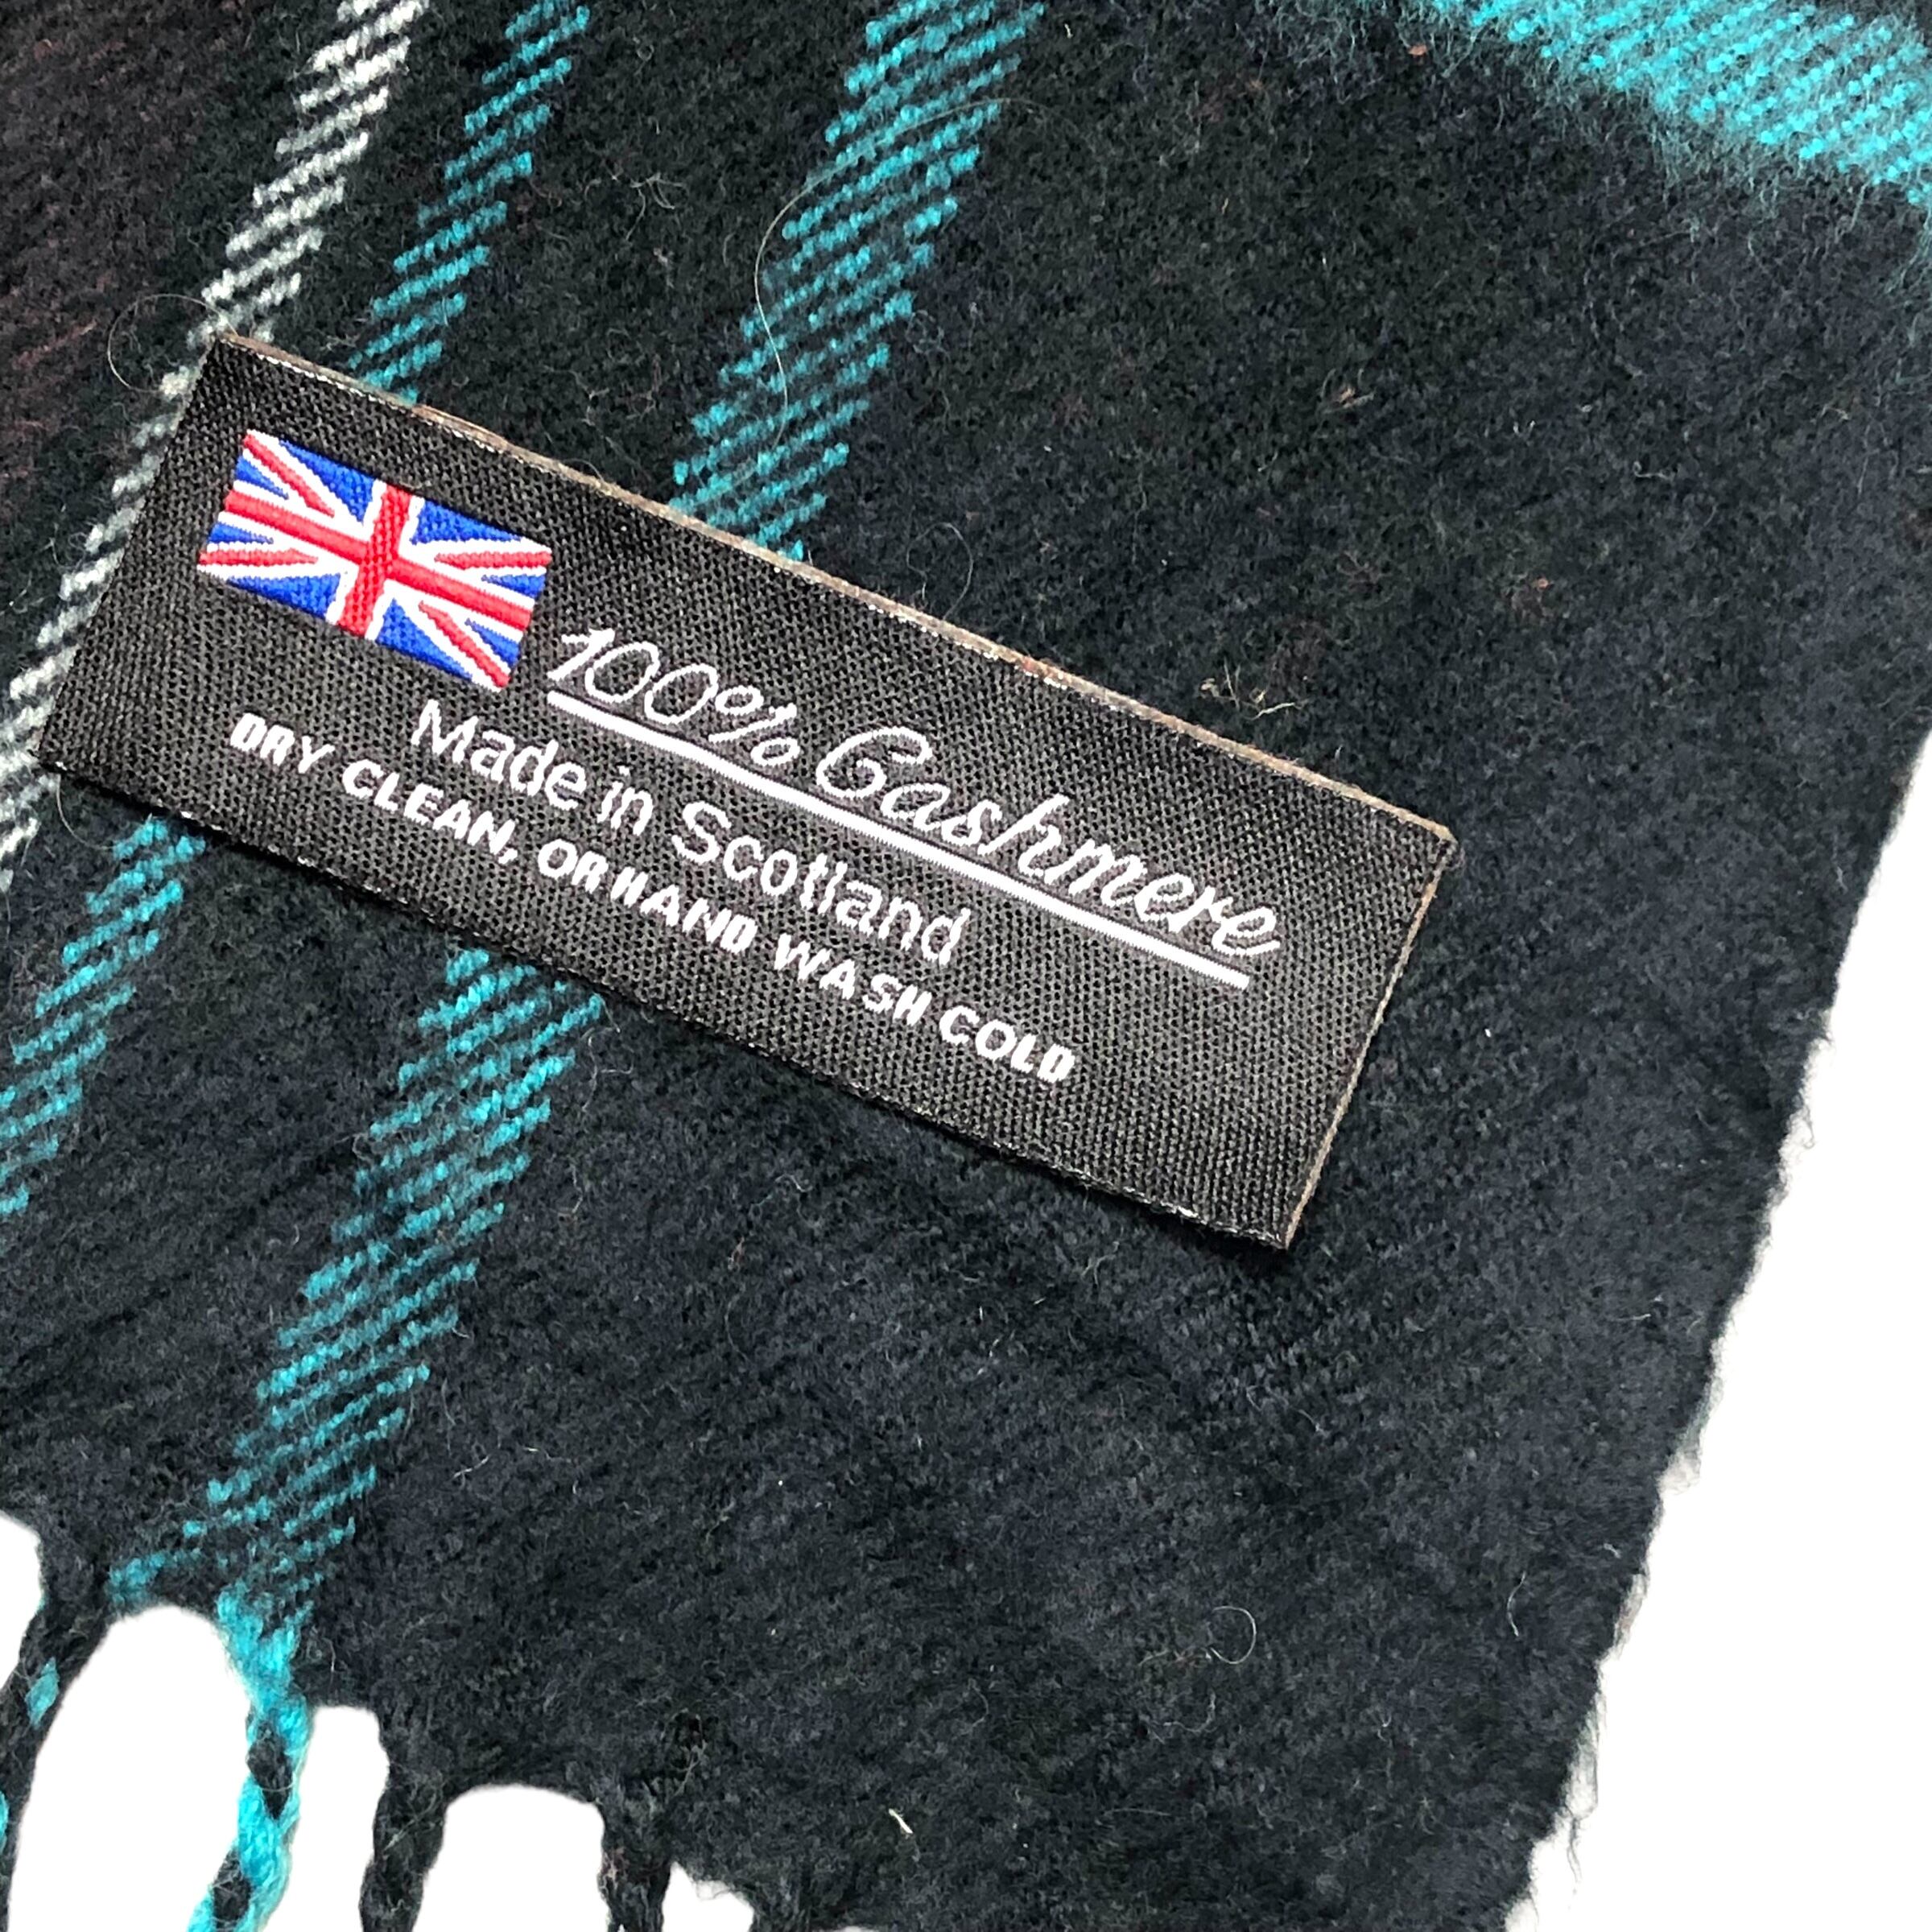 100% Cashmere
Made in Scotland
DRY CLEAN, OR HAND WASH COLD